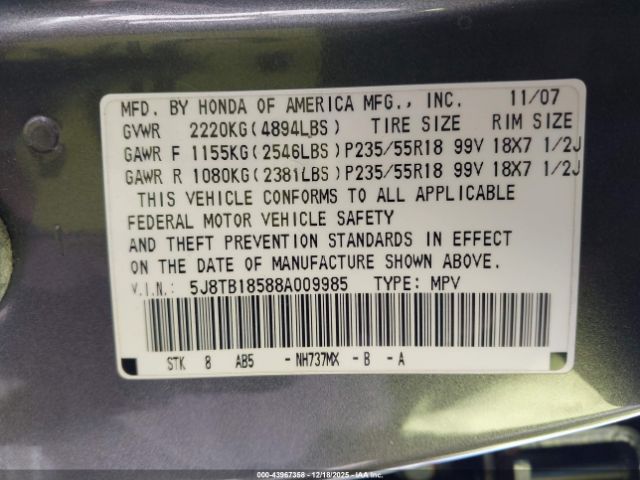 MFD. BY HONDA OF AMERICA MFG., INC. 11/07
GVWR 2220KG(4894LBS) TIRE SIZE RIM SIZE
GAWR F 1155KG(2546LBS)P235/55R18 99V 18X7 1/2J
GAWR R 1080KG(2381LBS)P235/55R18 99V 18X7 1/2J
THIS VEHICLE CONFORMS TO ALL APPLICABLE
FEDERAL MOTOR VEHICLE SAFETY
AND THEFT PREVENTION STANDARDS IN EFFECT
ON THE DATE OF MANUFACTURE SHOWN ABOVE.
V.I.N.: 5J8TB18588A009985 TYPE: MPV
STK 8 AB5 -NH737MX -B -A
© IAAI - 43967358 - 12/18/2025 - IAAI.COM